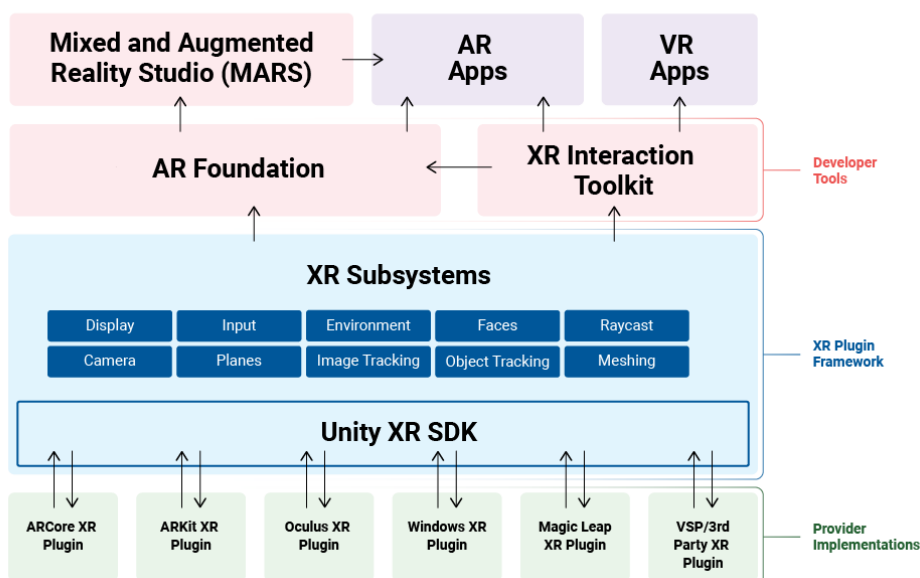 Mixed and Augmented
Reality Studio (MARS)
AR
Apps
VR
Apps
AR Foundation
XR Interaction
Toolkit
Developer
Tools
XR Subsystems
Display
Input
Environment
Faces
Raycast
Camera
Planes
Image Tracking
Object Tracking
Meshing
XR Plugin
Framework
Unity XR SDK
ARCore XR
Plugin
ARKit XR
Plugin
Oculus XR
Plugin
Windows XR
Plugin
Magic Leap
XR Plugin
VSP/3rd
Party XR
Plugin
Provider
Implementations